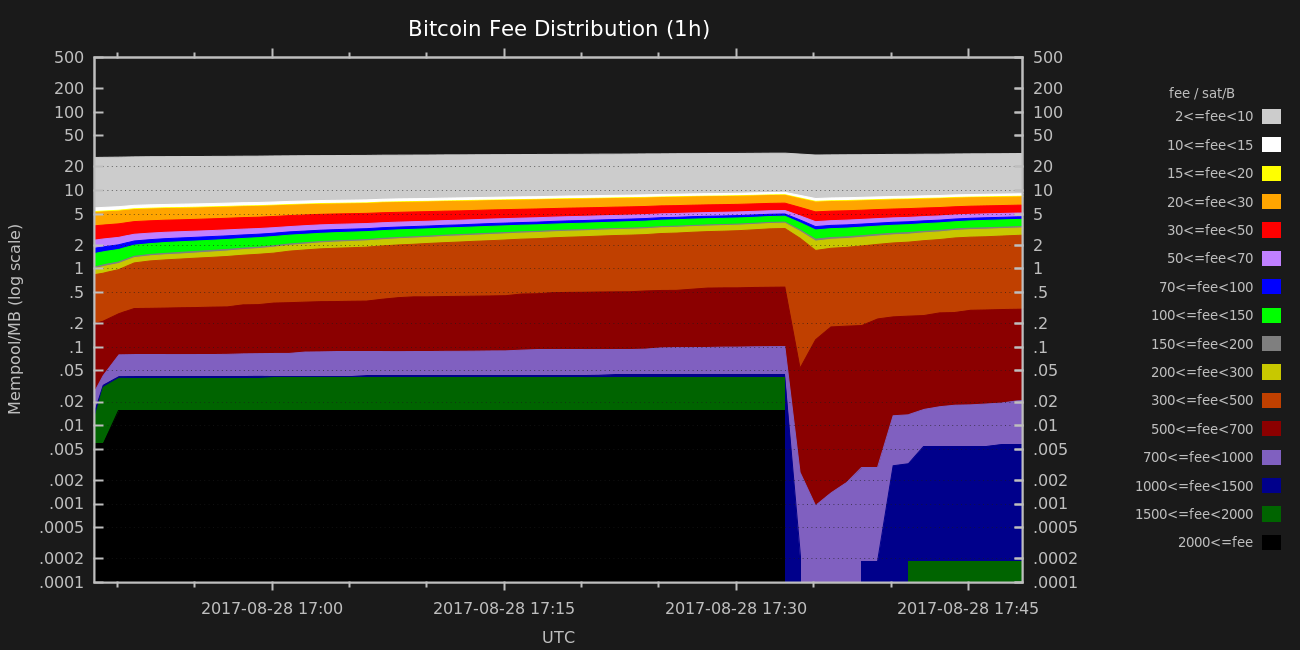 Bitcoin Fee Distribution (1h)
500
200
100
50
20
10
5
2
1
.5
.2
.1
.05
.02
.01
.005
.002
.001
.0005
.0002
.0001
Mempool/MB (log scale)
500
200
100
50
20
10
5
2
1
.5
.2
.1
.05
.02
.01
.005
.002
.001
.0005
.0002
.0001
fee / sat/B
2<=fee<10
10<=fee<15
15<=fee<20
20<=fee<30
30<=fee<50
50<=fee<70
70<=fee<100
100<=fee<150
150<=fee<200
200<=fee<300
300<=fee<500
500<=fee<700
700<=fee<1000
1000<=fee<1500
1500<=fee<2000
2000<=fee
2017-08-28 17:00
2017-08-28 17:15
2017-08-28 17:30
2017-08-28 17:45
UTC